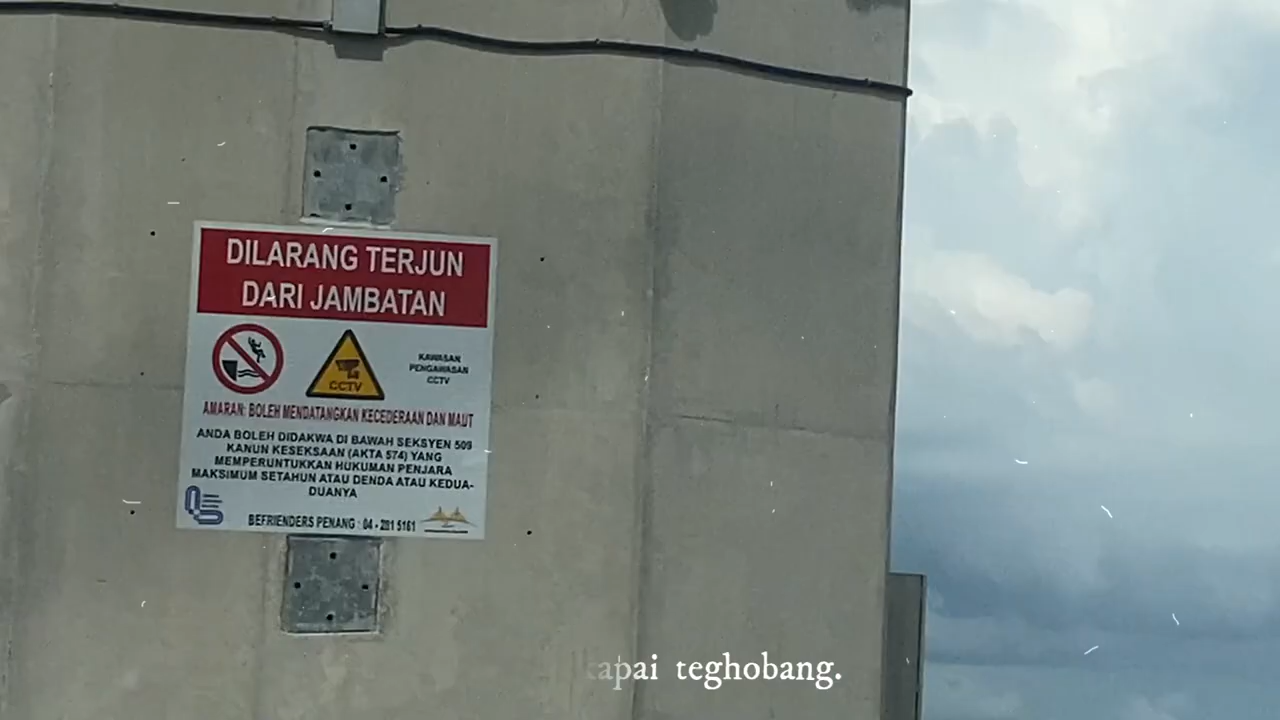 DILARANG TERJUN
DARI JAMBATAN
CCTV
KAWASAN
PENGAWASAN
CCTV
AMARAN: BOLEH MENDATANGKAN KECEDERAAN DAN MAUT
ANDA BOLEH DIDAKWA DI BAWAH SEKSYEN 509
KANUN KESEKSAAN (AKTA 574) YANG
MEMPERUNTUKKAN HUKUMAN PENJARA
MAKSIMUM SETAHUN ATAU DENDA ATAU KEDUA-
DUANYA
BEFRIENDERS PENANG : 04 - 281 5161
kapai teghobang.